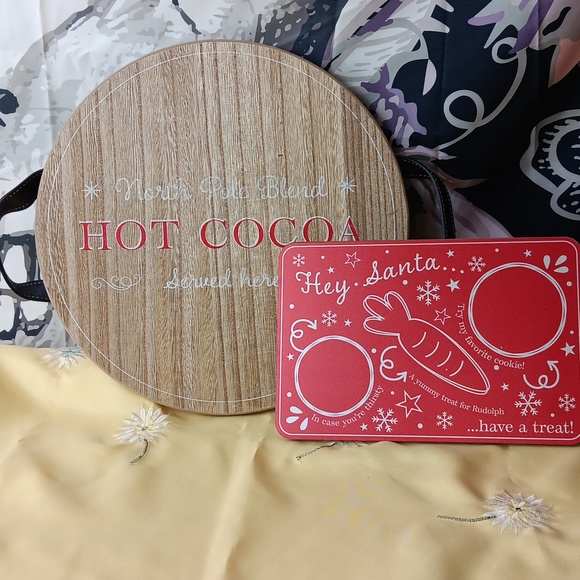 North Pole Blend
HOT COCOA
Served here
Hey Santa...
Try my favorite cookie!
In case you're thirsty
A yummy treat for Rudolph
...have a treat!